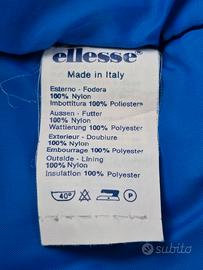 ellesse
Made in Italy
Esterno - Fodera
100% Nylon
Imbottitura 100% Poliestere
Aussen - Futter
100% Nylon
Wattierung 100% Polyester
Exterieur - Doublure
100% Nylon
Embourrage 100% Polyester
Outside - Lining
100% Nylon
Insulation 100% Polyester
40°
P
subito